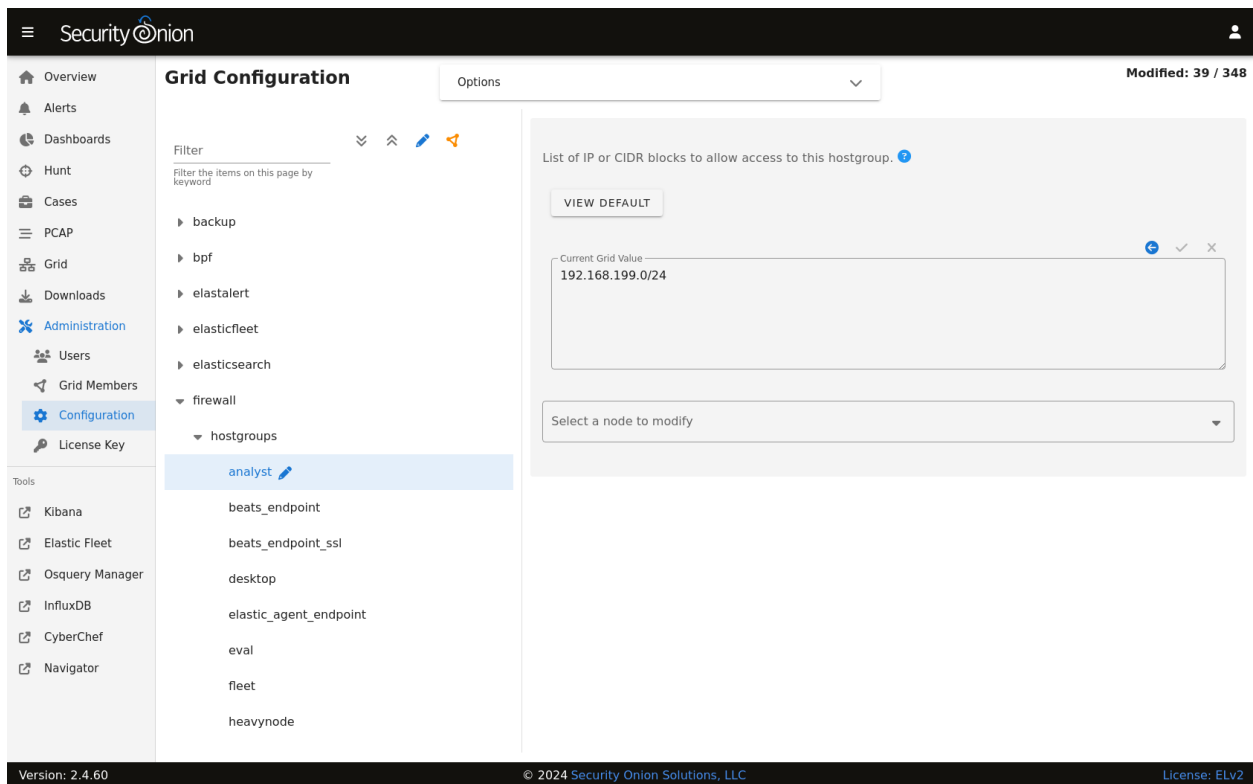 Security Onion
Overview
Alerts
Dashboards
Hunt
Cases
PCAP
Grid
Downloads
Administration
Users
Grid Members
Configuration
License Key
Tools
Kibana
Elastic Fleet
Osquery Manager
InfluxDB
CyberChef
Navigator
Grid Configuration
Options
Modified: 39 / 348
Filter
Filter the items on this page by
keyword
backup
bpf
elastalert
elasticfleet
elasticsearch
firewall
hostgroups
analyst
beats_endpoint
beats_endpoint_ssl
desktop
elastic_agent_endpoint
eval
fleet
heavynode
List of IP or CIDR blocks to allow access to this hostgroup. ?
VIEW DEFAULT
Current Grid Value
192.168.199.0/24
Select a node to modify
Version: 2.4.60
© 2024 Security Onion Solutions, LLC
License: ELv2